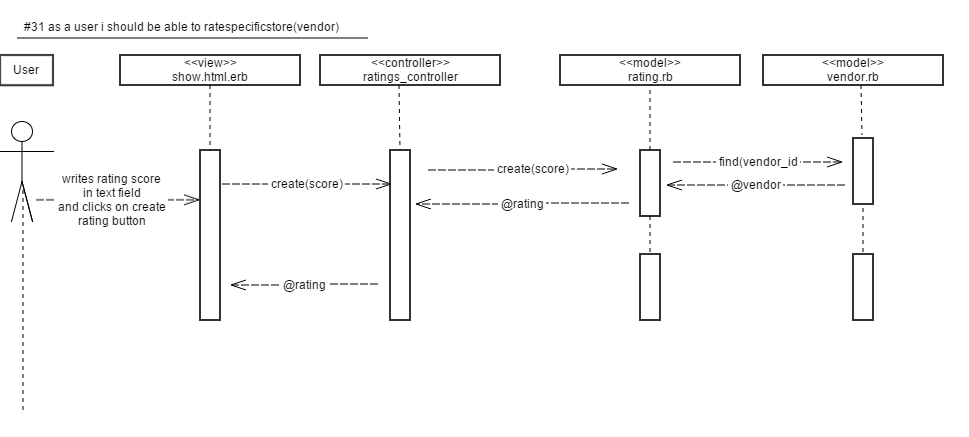 #31 as a user i should be able to ratespecificstore(vendor)
User
<<view>>
show.html.erb
<<controller>>
ratings_controller
<<model>>
rating.rb
<<model>>
vendor.rb
writes rating score
in text field
and clicks on create
rating button
create(score)
create(score)
find(vendor_id
@vendor
@rating
@rating